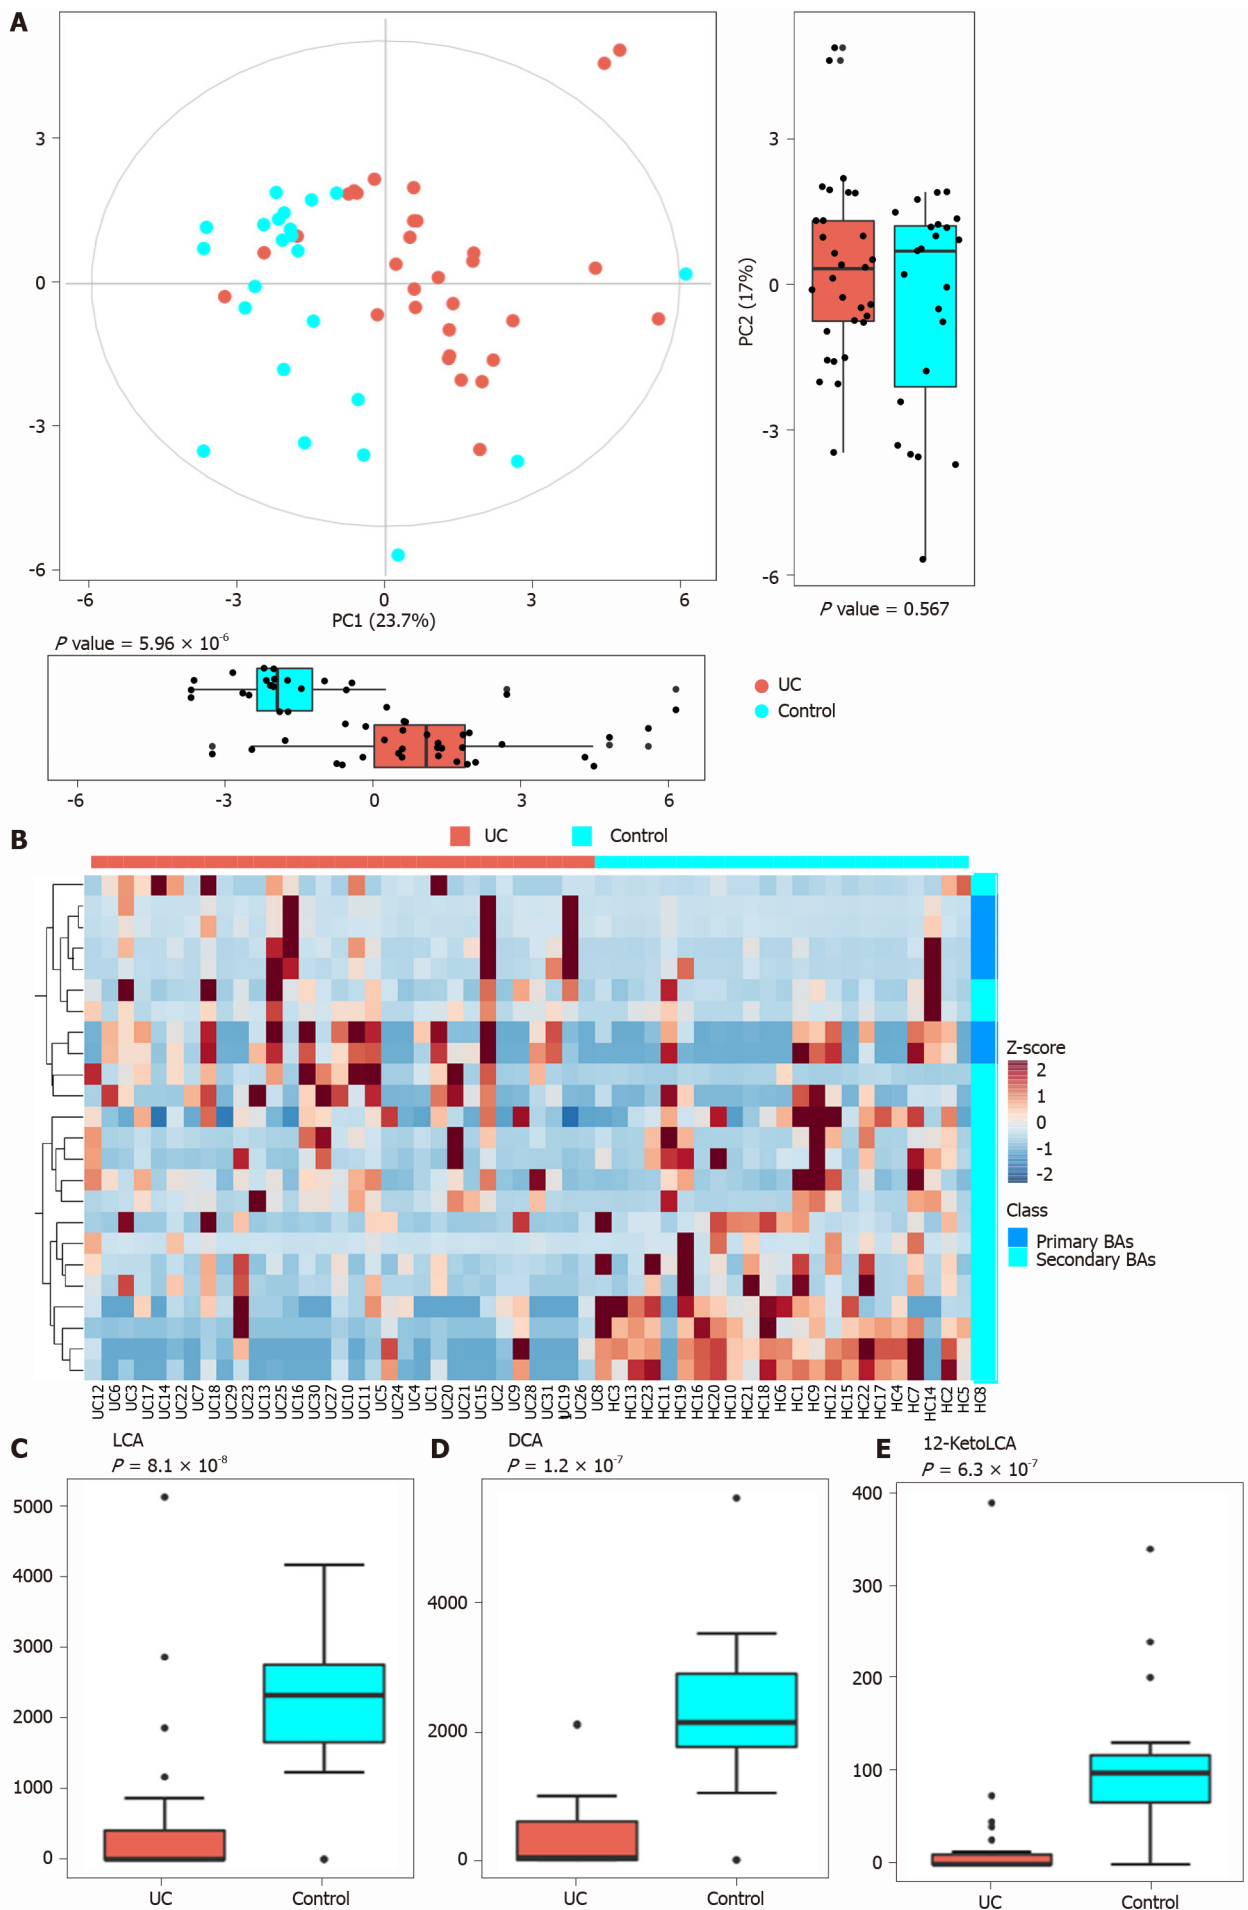 A
3
0
-3
-6
-6
-3
0
3
6
PC1 (23.7%)
3
0
-3
-6
PC2 (17%)
P value = 0.567
P value = 5.96 × 10-6
-6
-3
0
3
6
UC
Control
B
UC
Control
Z-score
2
1
0
-1
-2
Class
Primary BAs
Secondary BAs
UC12
UC6
UC3
UC17
UC14
UC22
UC7
UC18
UC29
UC23
UC13
UC25
UC16
UC30
UC27
UC10
UC11
UC5
UC24
UC4
UC1
UC20
UC21
UC15
UC2
UC9
UC28
UC31
UC19
UC26
UC8
HC3
HC13
HC23
HC11
HC19
HC16
HC20
HC10
HC21
HC18
HC6
HC1
HC9
HC12
HC15
HC22
HC17
HC4
HC7
HC14
HC2
HC5
HC8
C
LCA
P = 8.1 × 10-8
5000
4000
3000
2000
1000
0
UC
Control
D
DCA
P = 1.2 × 10-7
4000
2000
0
UC
Control
E
12-KetoLCA
P = 6.3 × 10-7
400
300
200
100
0
UC
Control